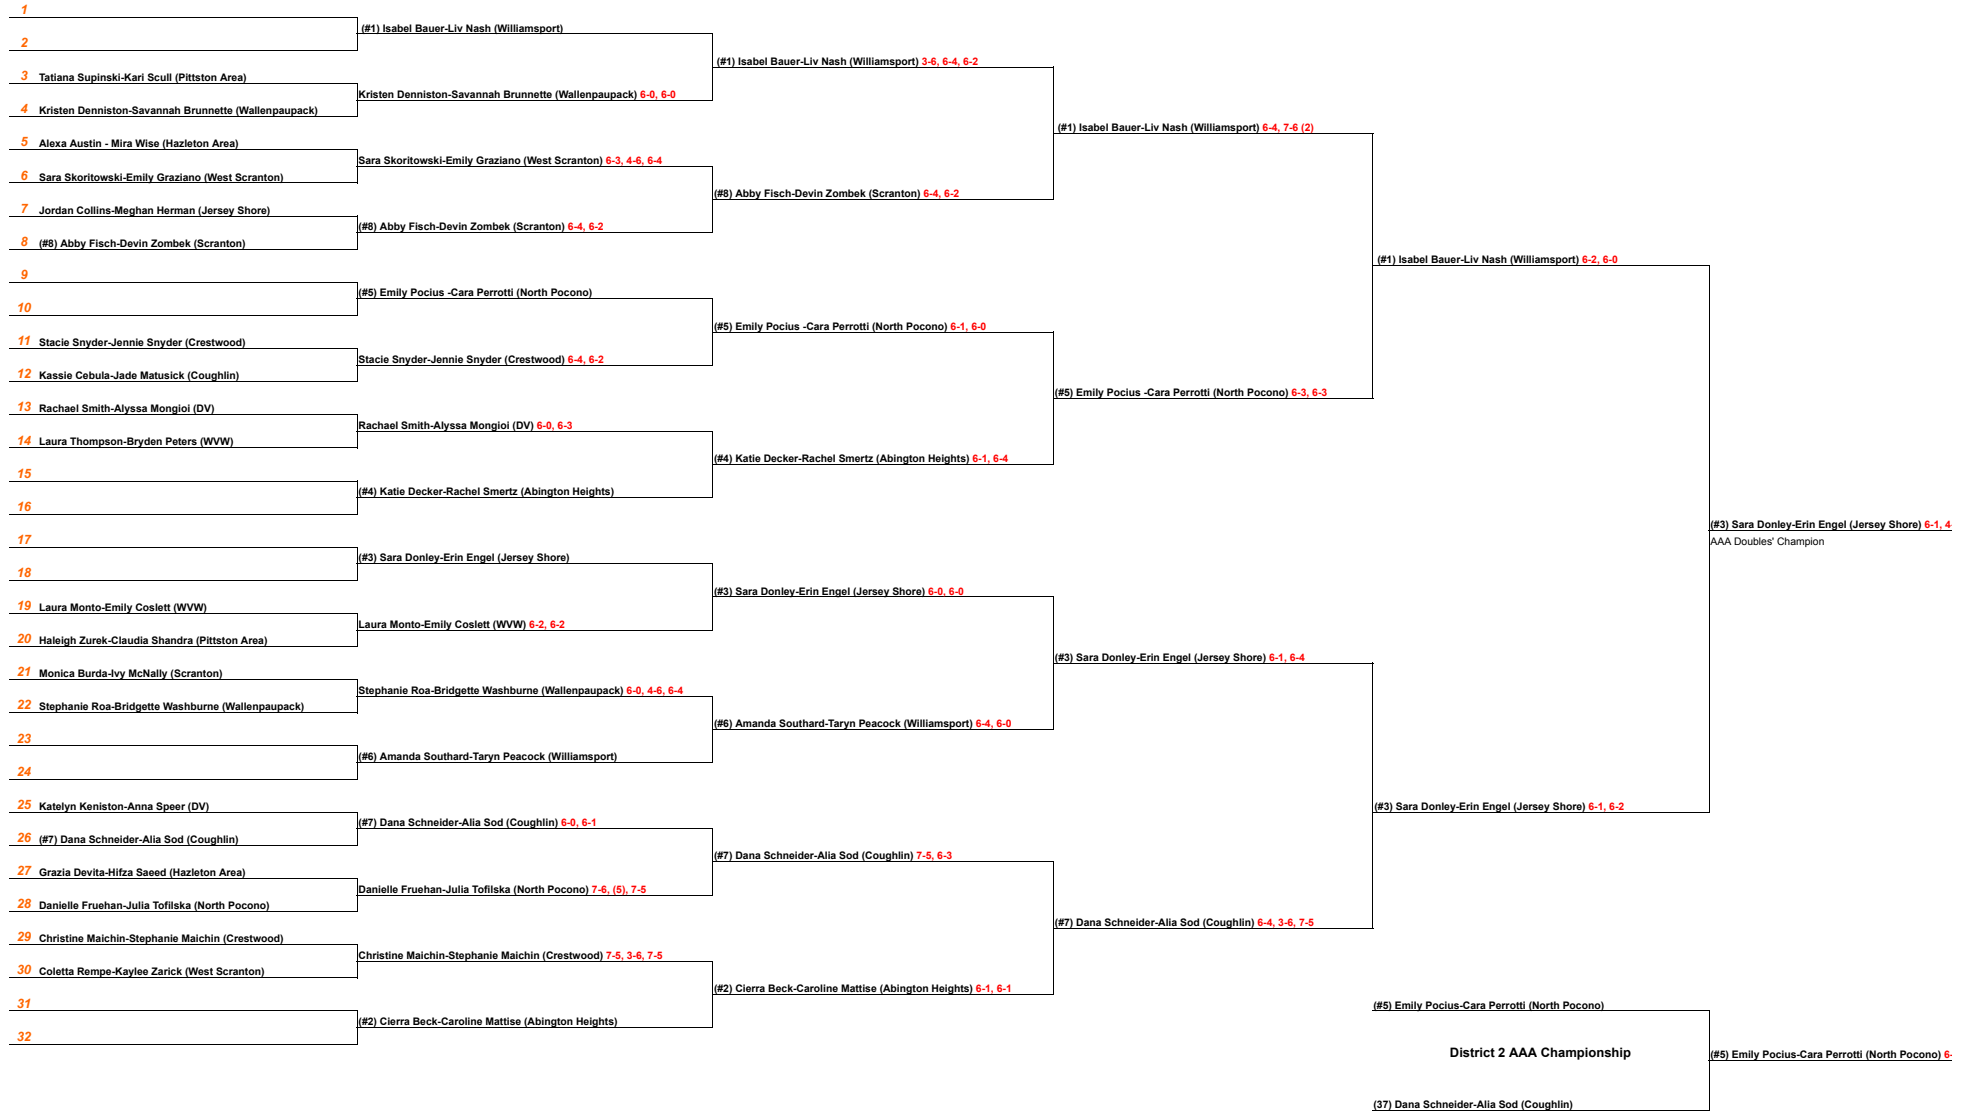 1
(#1) Isabel Bauer-Liv Nash (Williamsport)
2
(#1) Isabel Bauer-Liv Nash (Williamsport) 3-6, 6-4, 6-2
3 Tatiana Supinski-Kari Scull (Pittston Area)
Kristen Denniston-Savannah Brunnette (Wallenpaupack) 6-0, 6-0
4 Kristen Denniston-Savannah Brunnette (Wallenpaupack)
(#1) Isabel Bauer-Liv Nash (Williamsport) 6-4, 7-6 (2)
5 Alexa Austin - Mira Wise (Hazleton Area)
Sara Skoritowski-Emily Graziano (West Scranton) 6-3, 4-6, 6-4
6 Sara Skoritowski-Emily Graziano (West Scranton)
(#8) Abby Fisch-Devin Zombek (Scranton) 6-4, 6-2
7 Jordan Collins-Meghan Herman (Jersey Shore)
(#8) Abby Fisch-Devin Zombek (Scranton) 6-4, 6-2
8 (#8) Abby Fisch-Devin Zombek (Scranton)
(#1) Isabel Bauer-Liv Nash (Williamsport) 6-2, 6-0
9
(#5) Emily Pocius -Cara Perrotti (North Pocono)
10
(#5) Emily Pocius -Cara Perrotti (North Pocono) 6-1, 6-0
11 Stacie Snyder-Jennie Snyder (Crestwood)
Stacie Snyder-Jennie Snyder (Crestwood) 6-4, 6-2
12 Kassie Cebula-Jade Matusick (Coughlin)
(#5) Emily Pocius -Cara Perrotti (North Pocono) 6-3, 6-3
13 Rachael Smith-Alyssa Mongioi (DV)
Rachael Smith-Alyssa Mongioi (DV) 6-0, 6-3
14 Laura Thompson-Bryden Peters (WVW)
(#4) Katie Decker-Rachel Smertz (Abington Heights) 6-1, 6-4
15
(#4) Katie Decker-Rachel Smertz (Abington Heights)
16
(#3) Sara Donley-Erin Engel (Jersey Shore) 6-1, 4
17
AAA Doubles' Champion
(#3) Sara Donley-Erin Engel (Jersey Shore)
18
(#3) Sara Donley-Erin Engel (Jersey Shore) 6-0, 6-0
19 Laura Monto-Emily Coslett (WVW)
Laura Monto-Emily Coslett (WVW) 6-2, 6-2
20 Haleigh Zurek-Claudia Shandra (Pittston Area)
(#3) Sara Donley-Erin Engel (Jersey Shore) 6-1, 6-4
21 Monica Burda-Ivy McNally (Scranton)
Stephanie Roa-Bridgette Washburne (Wallenpaupack) 6-0, 4-6, 6-4
22 Stephanie Roa-Bridgette Washburne (Wallenpaupack)
(#6) Amanda Southard-Taryn Peacock (Williamsport) 6-4, 6-0
23
(#6) Amanda Southard-Taryn Peacock (Williamsport)
24
25 Katelyn Keniston-Anna Speer (DV)
(#3) Sara Donley-Erin Engel (Jersey Shore) 6-1, 6-2
(#7) Dana Schneider-Alia Sod (Coughlin) 6-0, 6-1
26 (#7) Dana Schneider-Alia Sod (Coughlin)
(#7) Dana Schneider-Alia Sod (Coughlin) 7-5, 6-3
27 Grazia Devita-Hifza Saeed (Hazleton Area)
Danielle Fruehan-Julia Tofilska (North Pocono) 7-6, (5), 7-5
28 Danielle Fruehan-Julia Tofilska (North Pocono)
(#7) Dana Schneider-Alia Sod (Coughlin) 6-4, 3-6, 7-5
29 Christine Maichin-Stephanie Maichin (Crestwood)
Christine Maichin-Stephanie Maichin (Crestwood) 7-5, 3-6, 7-5
30 Coletta Rempe-Kaylee Zarick (West Scranton)
(#2) Cierra Beck-Caroline Mattise (Abington Heights) 6-1, 6-1
31
(#5) Emily Pocius-Cara Perrotti (North Pocono)
(#2) Cierra Beck-Caroline Mattise (Abington Heights)
32
District 2 AAA Championship
(#5) Emily Pocius-Cara Perrotti (North Pocono) 6-
(37) Dana Schneider-Alia Sod (Coughlin)